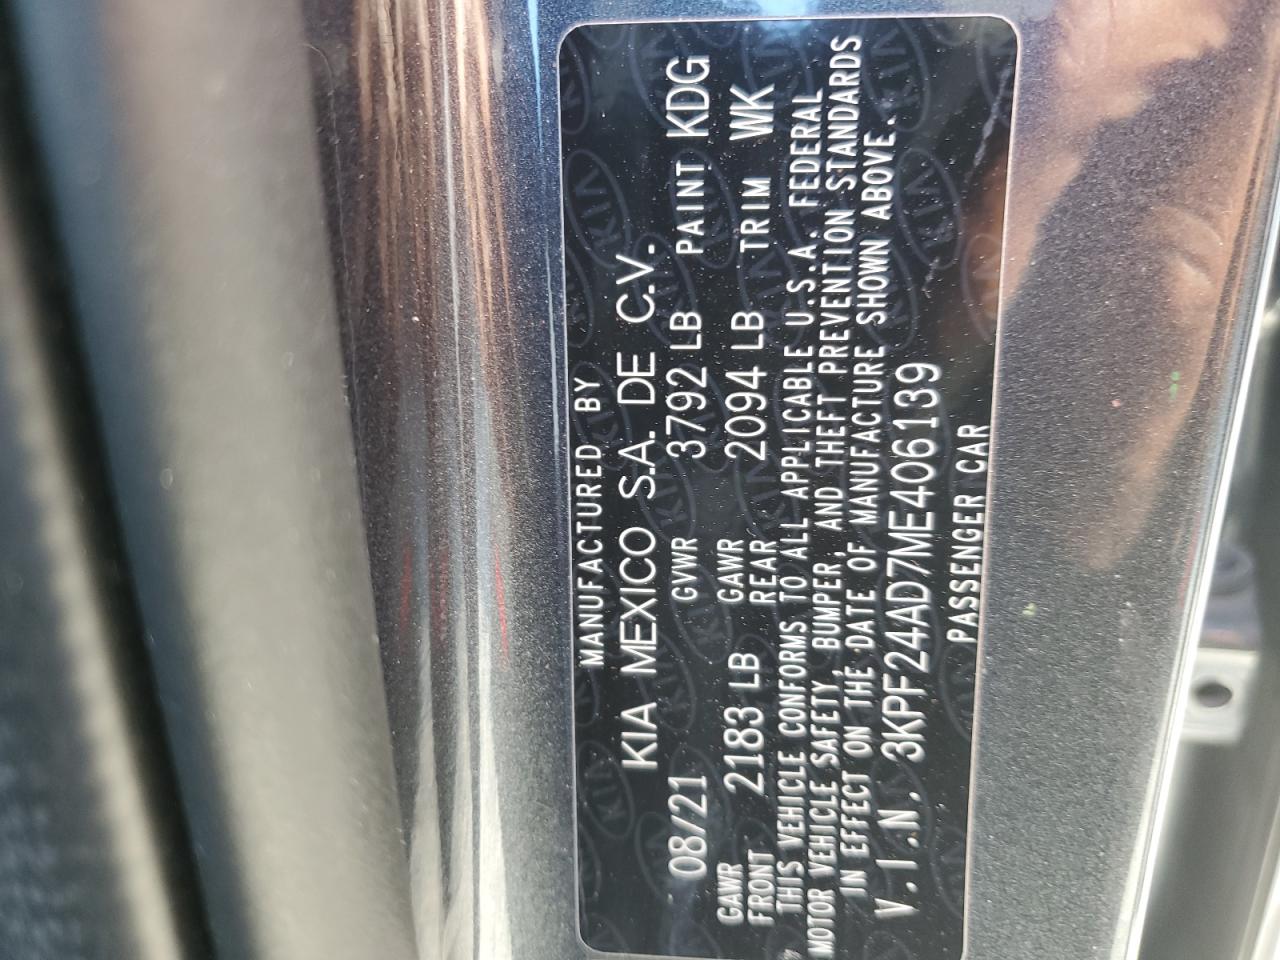 MANUFACTURED BY
KIA MEXICO S.A. DE C.V.
08/21 GVWR 3792 LB PAINT KDG
GAWR FRONT 2183 LB GAWR REAR 2094 LB TRIM WK
THIS VEHICLE CONFORMS TO ALL APPLICABLE U.S.A. FEDERAL
MOTOR VEHICLE SAFETY, BUMPER, AND THEFT PREVENTION STANDARDS
IN EFFECT ON THE DATE OF MANUFACTURE SHOWN ABOVE.
V.I.N. 3KPF24AD7ME406139
PASSENGER CAR